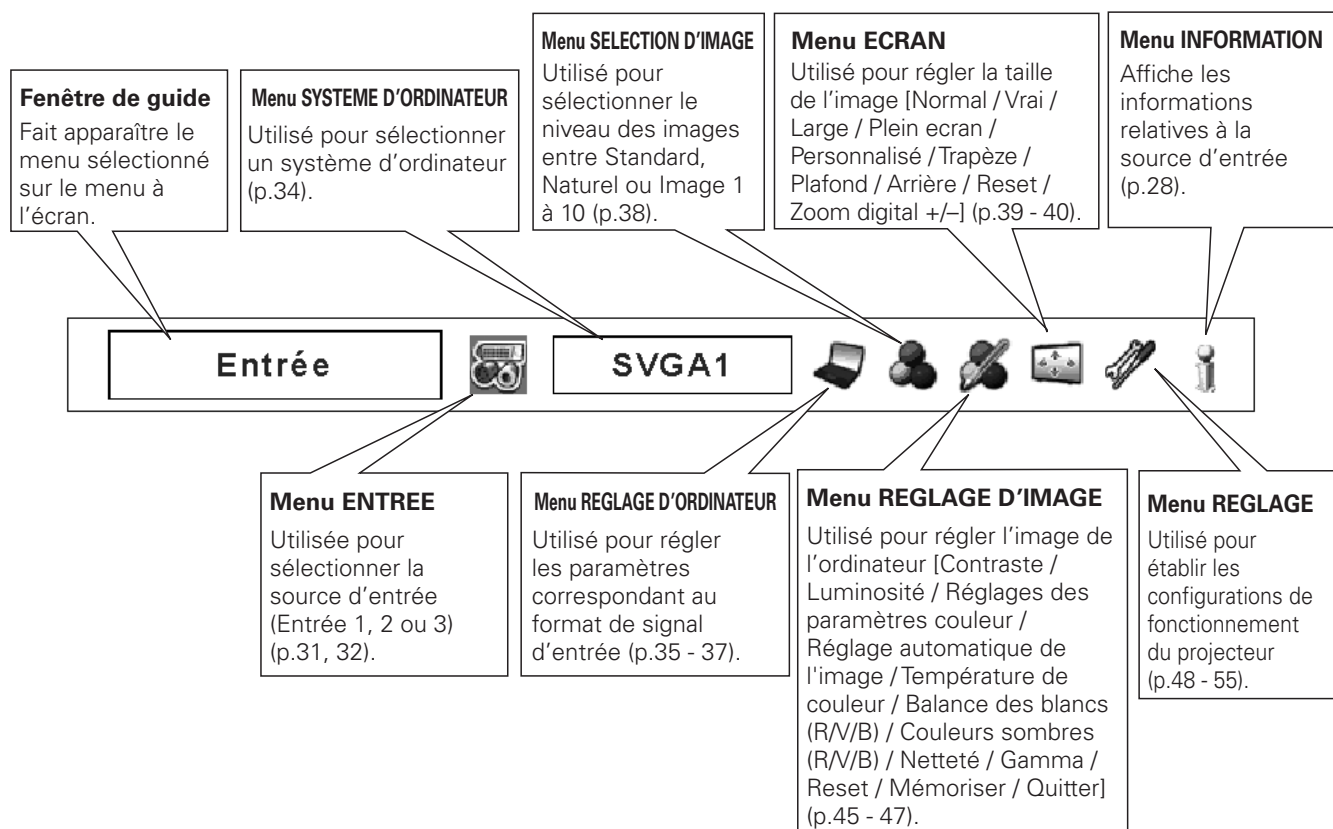 Fenêtre de guide
Fait apparaître le
menu sélectionné
sur le menu à
l'écran.
Menu SYSTEME D'ORDINATEUR
Utilisé pour sélectionner
un système d'ordinateur
(p.34).
Menu SELECTION D'IMAGE
Utilisé pour
sélectionner le
niveau des images
entre Standard,
Naturel ou Image 1
à 10 (p.38).
Menu ECRAN
Utilisé pour régler la taille
de l'image [Normal / Vrai /
Large / Plein ecran /
Personnalisé / Trapèze /
Plafond / Arrière / Reset /
Zoom digital +/–] (p.39 - 40).
Menu INFORMATION
Affiche les
informations
relatives à la
source d'entrée
(p.28).
Entrée
SVGA1
Menu ENTREE
Utilisée pour
sélectionner la
source d'entrée
(Entrée 1, 2 ou 3)
(p.31, 32).
Menu REGLAGE D'ORDINATEUR
Utilisé pour régler
les paramètres
correspondant au
format de signal
d'entrée (p.35 - 37).
Menu REGLAGE D'IMAGE
Utilisé pour régler l'image de
l'ordinateur [Contraste /
Luminosité / Réglages des
paramètres couleur /
Réglage automatique de
l'image / Température de
couleur / Balance des blancs
(R/V/B) / Couleurs sombres
(R/V/B) / Netteté / Gamma /
Reset / Mémoriser / Quitter]
(p.45 - 47).
Menu REGLAGE
Utilisé pour
établir les
configurations de
fonctionnement
du projecteur
(p.48 - 55).